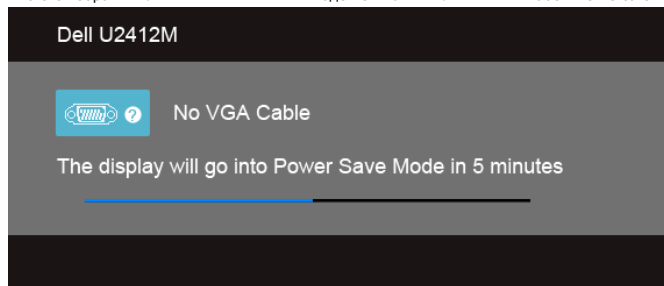 Dell U2412M
? No VGA Cable
The display will go into Power Save Mode in 5 minutes